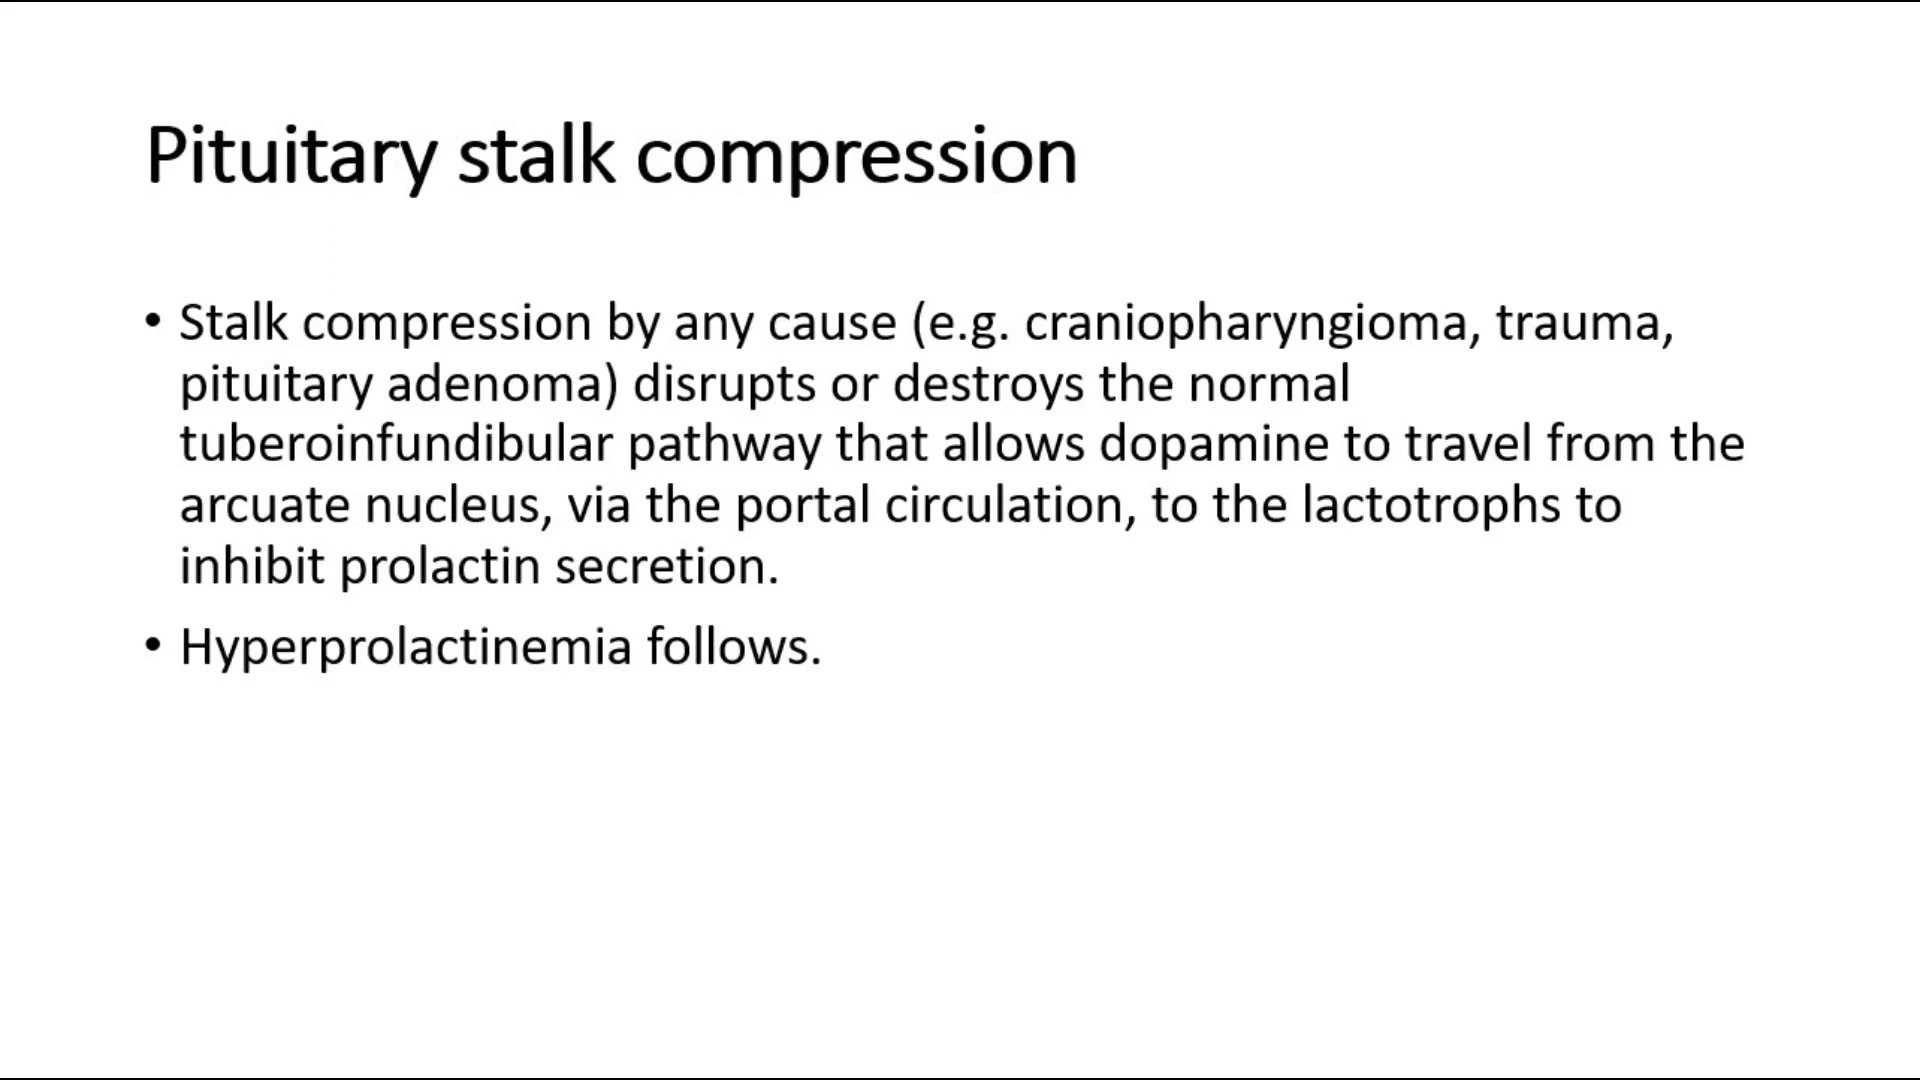 Pituitary stalk compression
• Stalk compression by any cause (e.g. craniopharyngioma, trauma,
pituitary adenoma) disrupts or destroys the normal
tuberoinfundibular pathway that allows dopamine to travel from the
arcuate nucleus, via the portal circulation, to the lactotrophs to
inhibit prolactin secretion.
• Hyperprolactinemia follows.